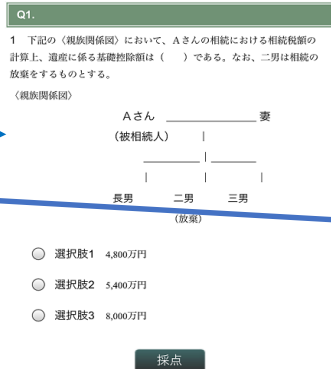 Q1.
1 下記の〈親族関係図〉において、Aさんの相続における相続税額の
計算上、遺産に係る基礎控除額は（　　）である。なお、二男は相続の
放棄をするものとする。
〈親族関係図〉
Aさん 妻
(被相続人)
長男 二男 三男
(放棄)
選択肢1 4,800万円
選択肢2 5,400万円
選択肢3 8,000万円
採点